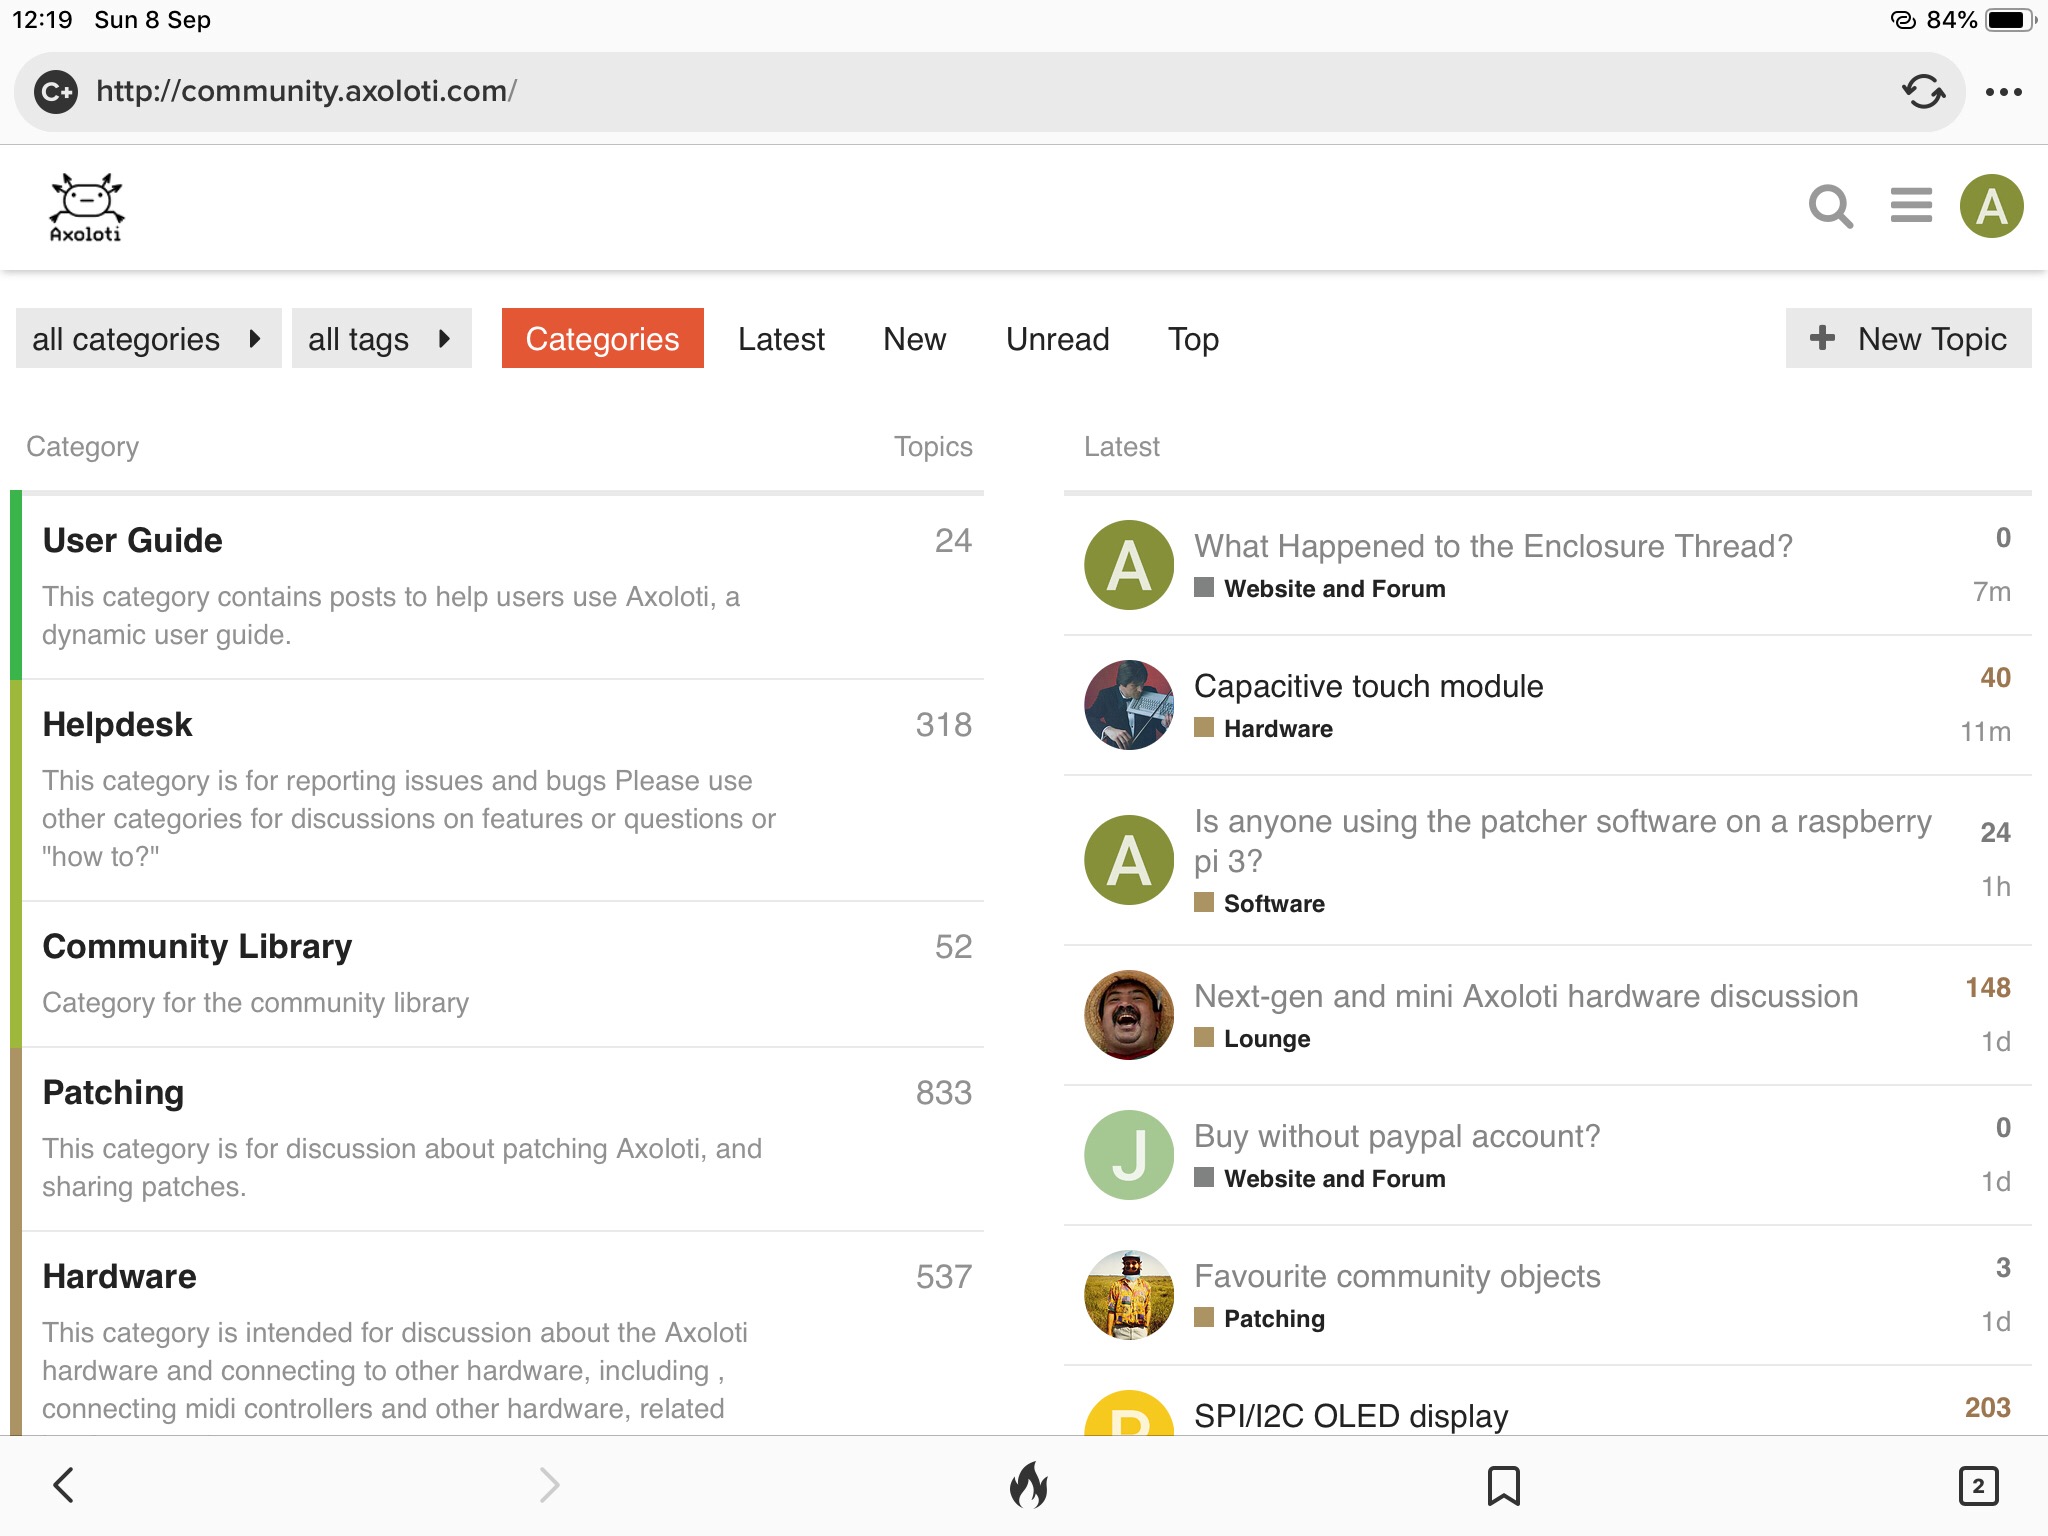 12:19 Sun 8 Sep
84%
C+ http://community.axoloti.com/
Axoloti
A
all categories
all tags
Categories
Latest
New
Unread
Top
+ New Topic
Category Topics
User Guide 24
This category contains posts to help users use Axoloti, a
dynamic user guide.
Helpdesk 318
This category is for reporting issues and bugs Please use
other categories for discussions on features or questions or
"how to?"
Community Library 52
Category for the community library
Patching 833
This category is for discussion about patching Axoloti, and
sharing patches.
Hardware 537
This category is intended for discussion about the Axoloti
hardware and connecting to other hardware, including ,
connecting midi controllers and other hardware, related
Latest
A
What Happened to the Enclosure Thread? 0
Website and Forum 7m
Capacitive touch module 40
Hardware 11m
A
Is anyone using the patcher software on a raspberry
pi 3? 24
Software 1h
Next-gen and mini Axoloti hardware discussion 148
Lounge 1d
J
Buy without paypal account? 0
Website and Forum 1d
Favourite community objects 3
Patching 1d
SPI/I2C OLED display 203
2